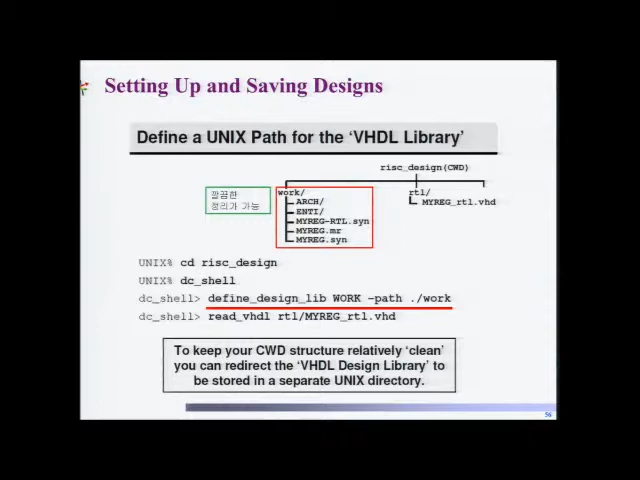 Setting Up and Saving Designs
Define a UNIX Path for the ‘VHDL Library’
risc_design(CWD)
깔끔한
정리가 가능
work/
ARCH/
ENTI/
MYREG-RTL.syn
MYREG.mr
MYREG.syn
rtl/
MYREG_rtl.vhd
UNIX% cd risc_design
UNIX% dc_shell
dc_shell> define_design_lib WORK -path ./work
dc_shell> read_vhdl rtl/MYREG_rtl.vhd
To keep your CWD structure relatively ‘clean’
you can redirect the ‘VHDL Design Library’ to
be stored in a separate UNIX directory.
56